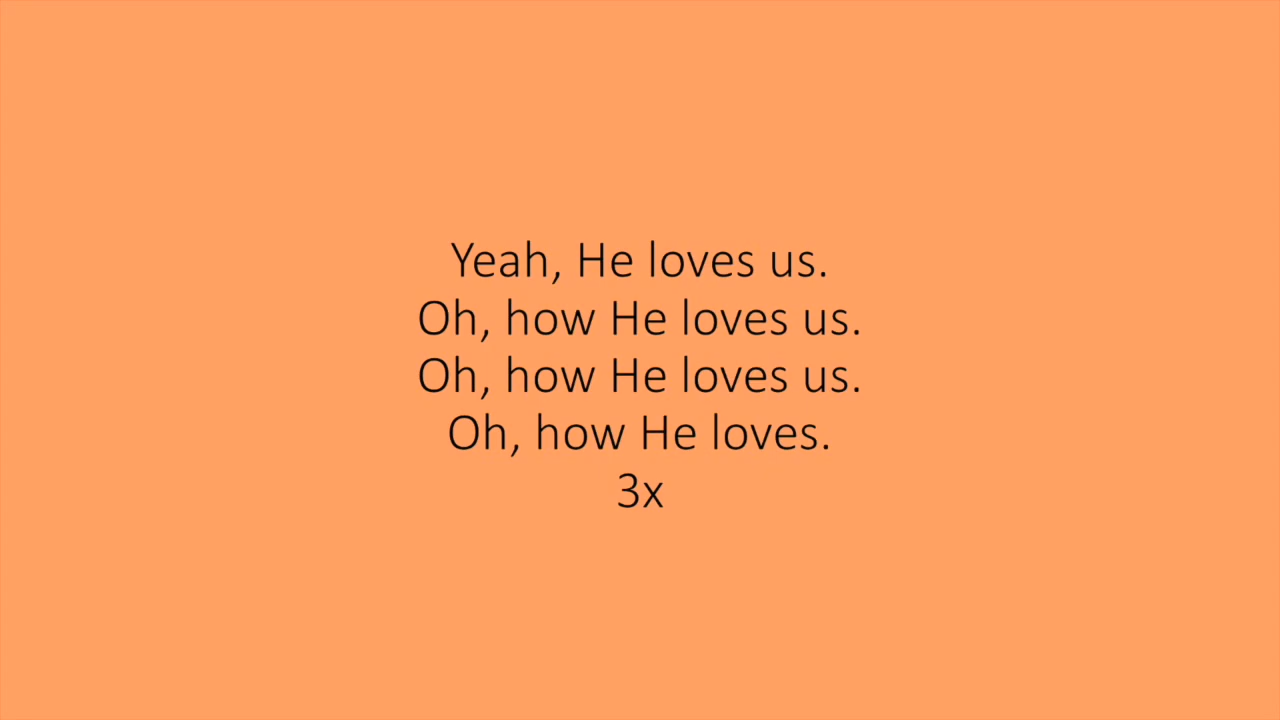 Yeah, He loves us.
Oh, how He loves us.
Oh, how He loves us.
Oh, how He loves.
3x